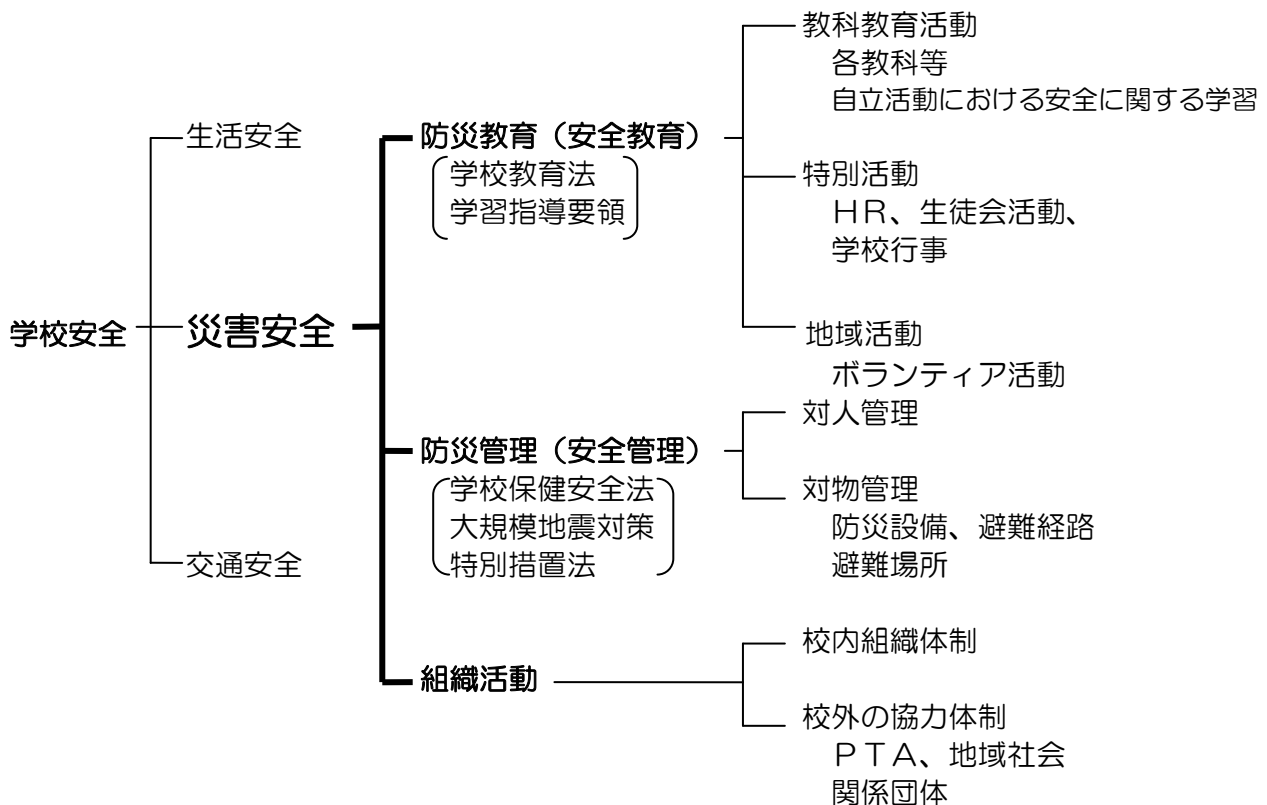 学校安全
生活安全
災害安全
交通安全
防災教育（安全教育）
学校教育法
学習指導要領
教科教育活動
各教科等
自立活動における安全に関する学習
特別活動
ＨＲ、生徒会活動、
学校行事
地域活動
ボランティア活動
防災管理（安全管理）
学校保健安全法
大規模地震対策
特別措置法
対人管理
対物管理
防災設備、避難経路
避難場所
組織活動
校内組織体制
校外の協力体制
ＰＴＡ、地域社会
関係団体